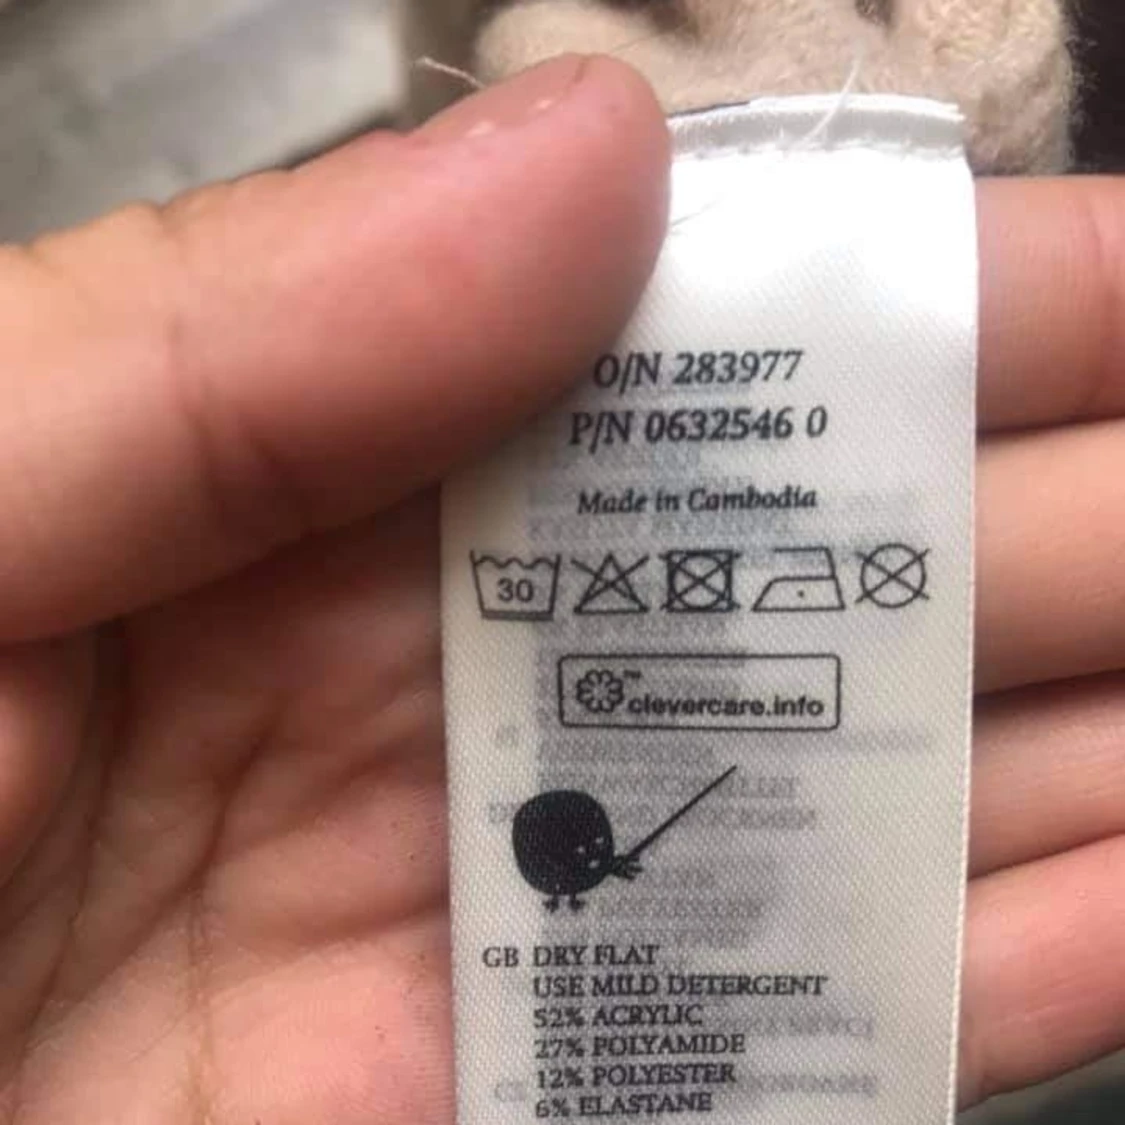 O/N 283977
P/N 0632546 0
Made in Cambodia
30
clevercare.info™
GB DRY FLAT
USE MILD DETERGENT
52% ACRYLIC
27% POLYAMIDE
12% POLYESTER
6% ELASTANE